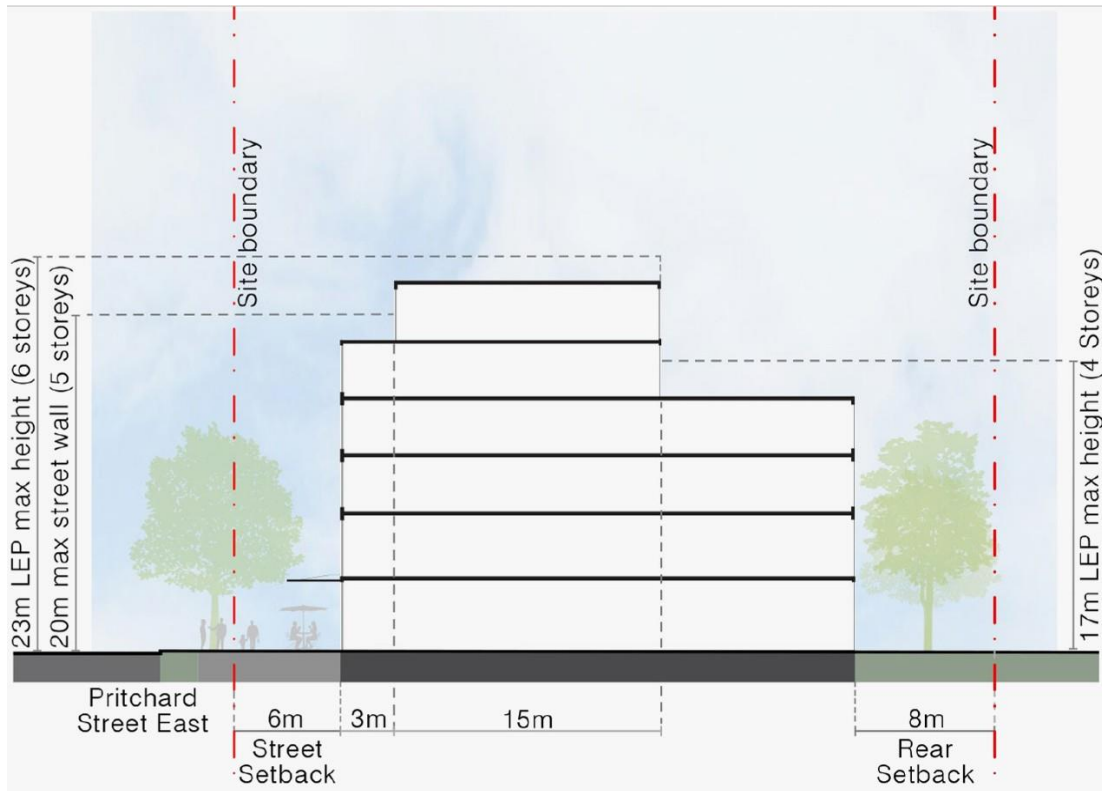 23m LEP max height (6 storeys)
20m max street wall (5 storeys)
Site boundary
Site boundary
17m LEP max height (4 Storeys)
Pritchard
Street East
6m
3m
15m
8m
Street
Setback
Rear
Setback